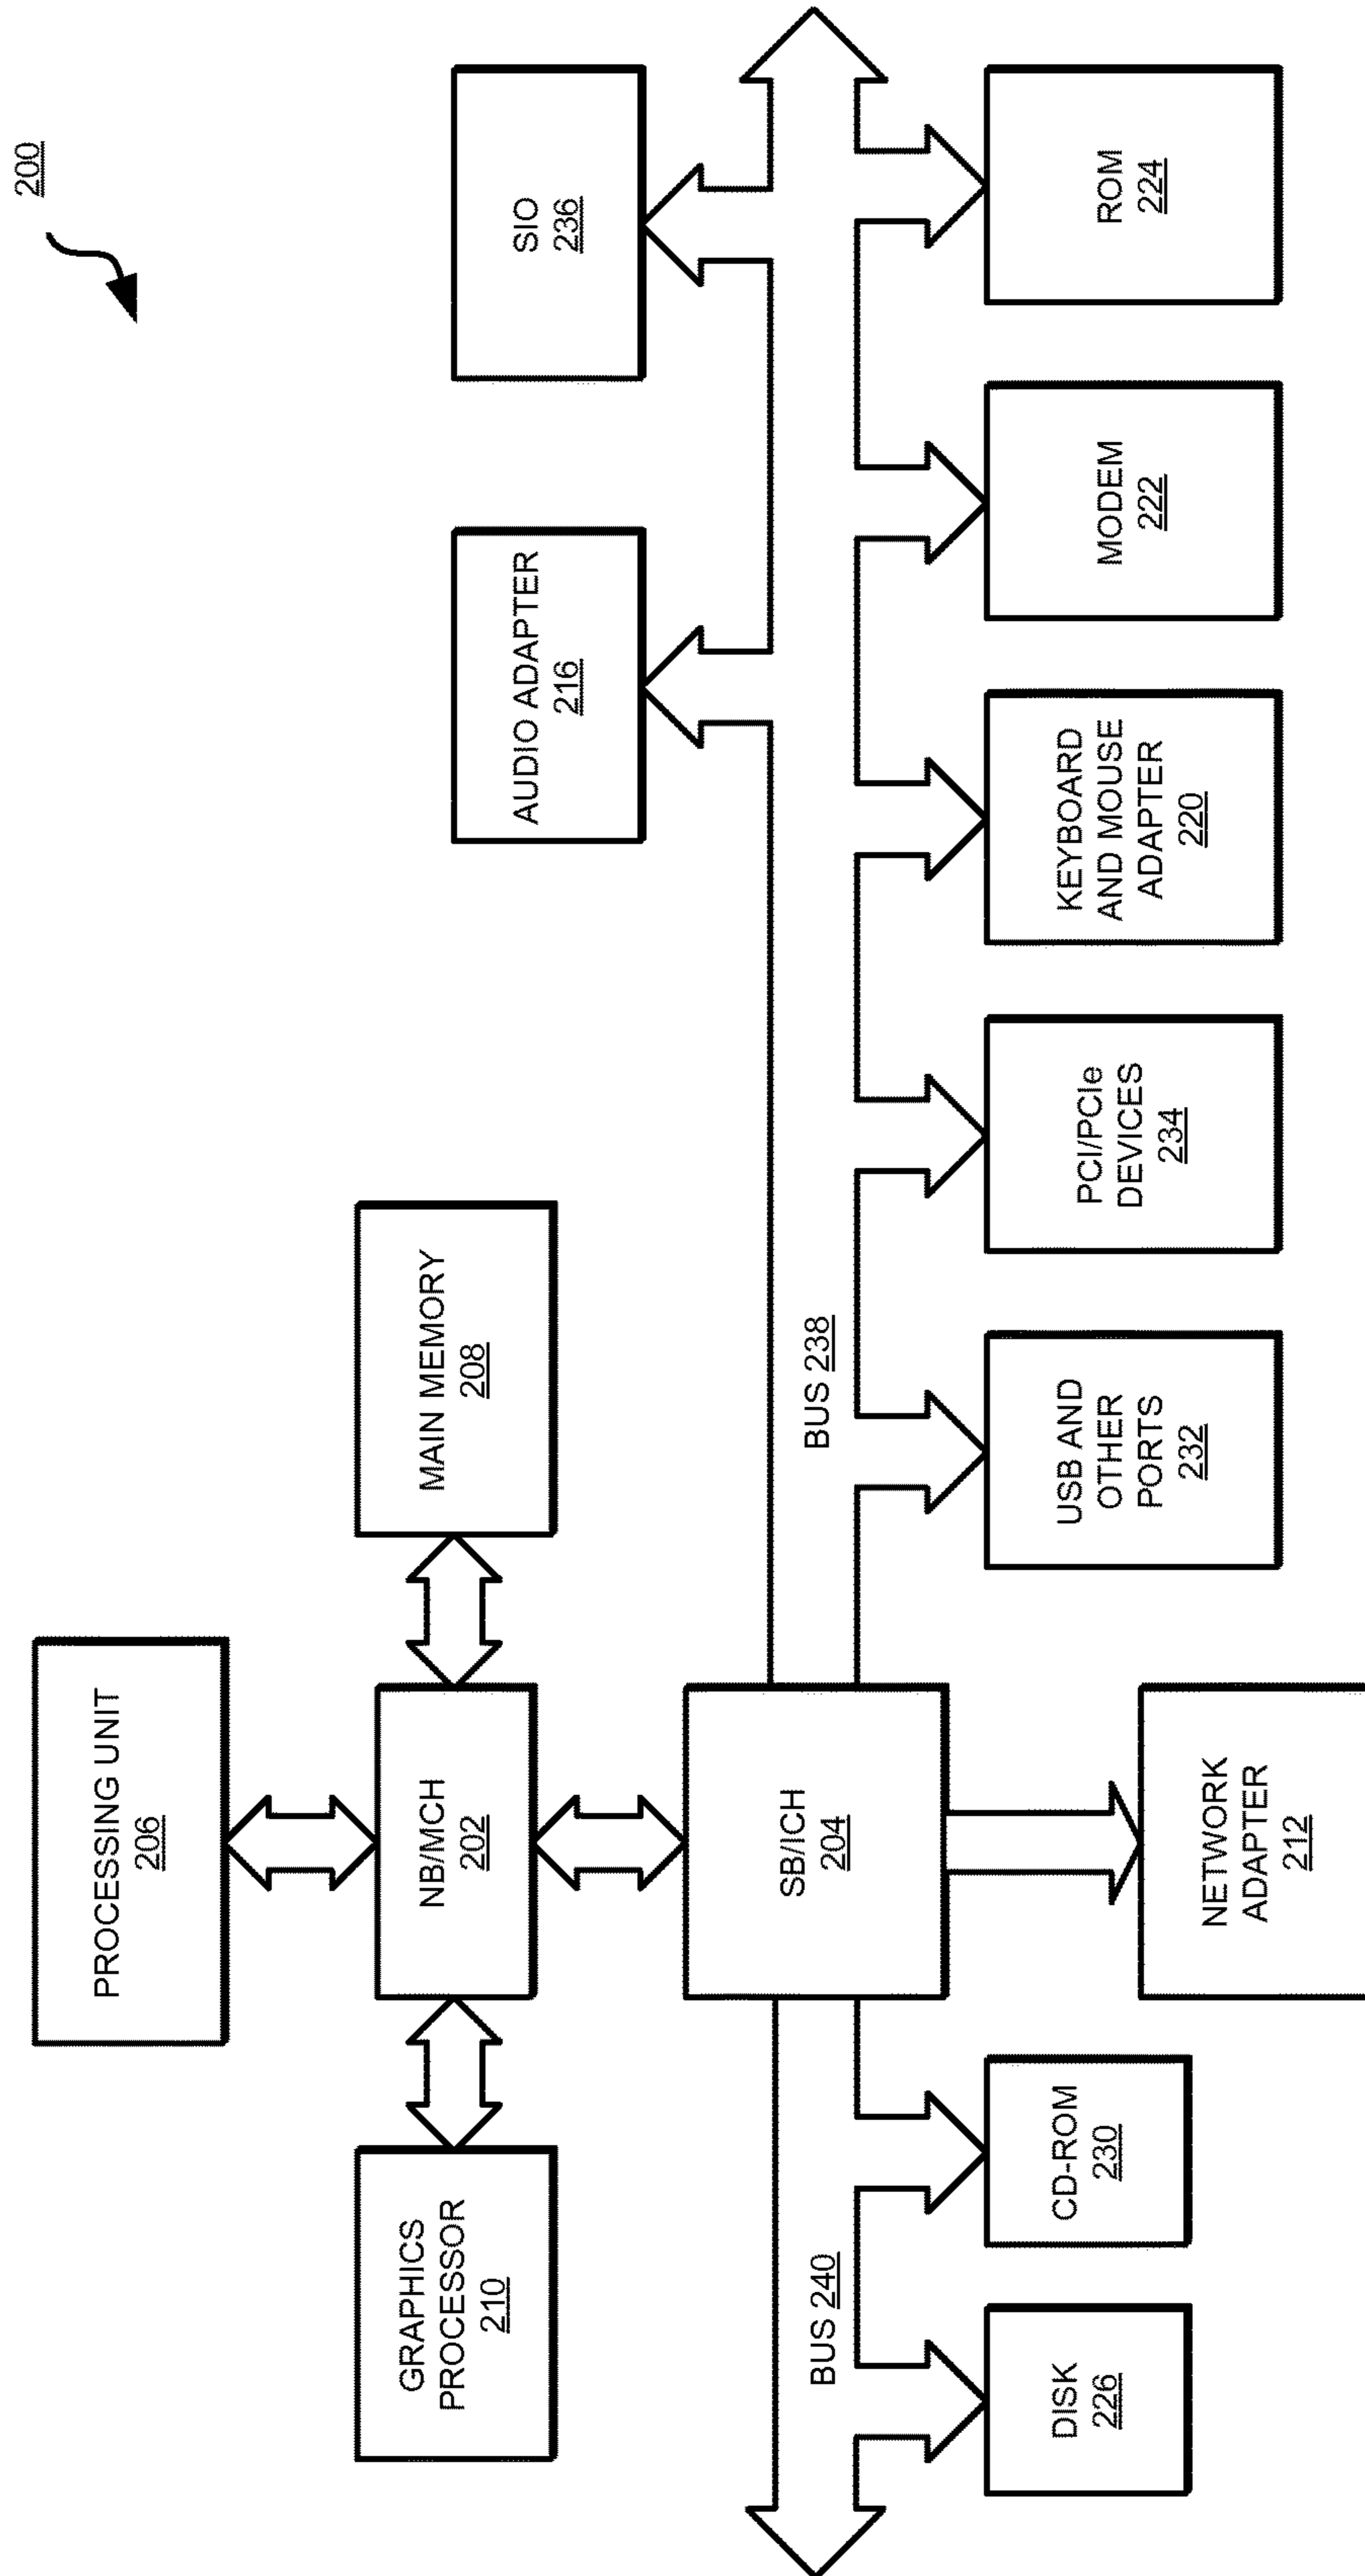 200
PROCESSING UNIT
206
GRAPHICS
PROCESSOR
210
NB/MCH
202
MAIN MEMORY
208
AUDIO ADAPTER
216
SIO
236
SB/ICH
204
BUS 240
BUS 238
DISK
226
CD-ROM
230
USB AND
OTHER
PORTS
232
PCI/PCIe
DEVICES
234
KEYBOARD
AND MOUSE
ADAPTER
220
MODEM
222
ROM
224
NETWORK
ADAPTER
212